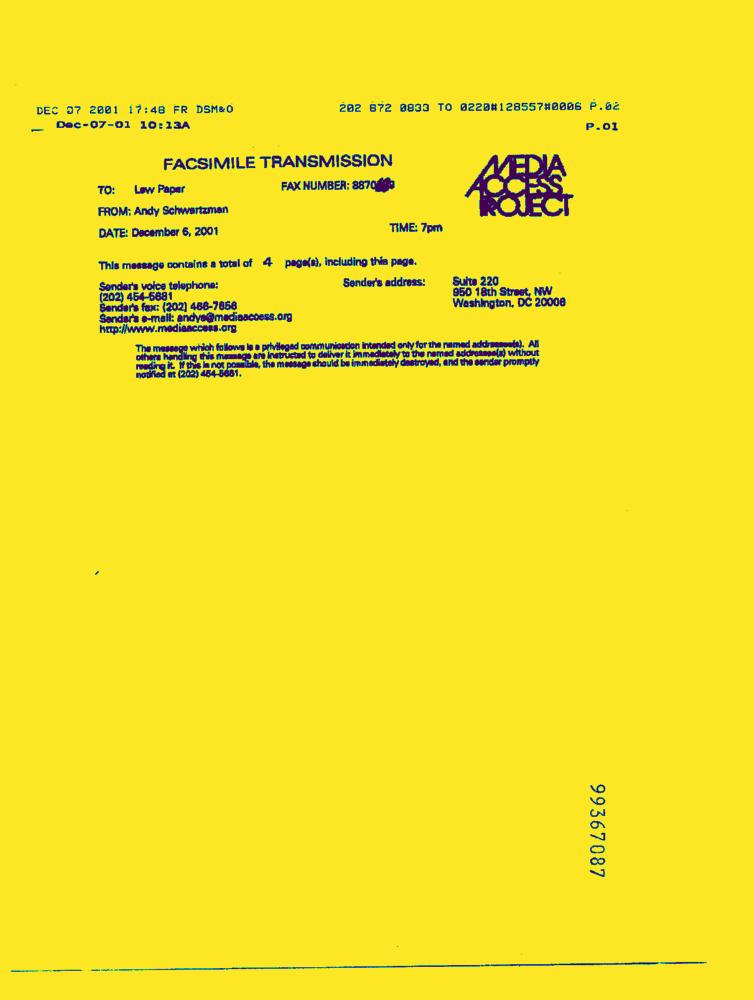 DEC 07 2001 17:48 FR DSM&O 202 872 0833 TO 0220#128557#0006 P.02
Dec-07-01 10:13A P.01
FACSIMILE TRANSMISSION
MEDIA
ACCESS
PROJECT
TO: Lew Paper FAX NUMBER: 8870
FROM: Andy Schwartzman
DATE: December 6, 2001 TIME: 7pm
This message contains a total of 4 page(s), including this page.
Sender's voice telephone: Sender's address: Suite 220
(202) 454-5681 950 18th Street, NW
Sender's fax: (202) 466-7656 Washington, DC 20006
Sender's e-mail: andys@mediaaccess.org
http://www.mediaaccess.org
The message which follows is a privileged communication intended only for the named addressee(s). All
others handling this message are instructed to deliver it immediately to the named addressee(s) without
reading it. If this is not possible, the message should be immediately destroyed, and the sender promptly
notified at (202) 454-5681.
99367087